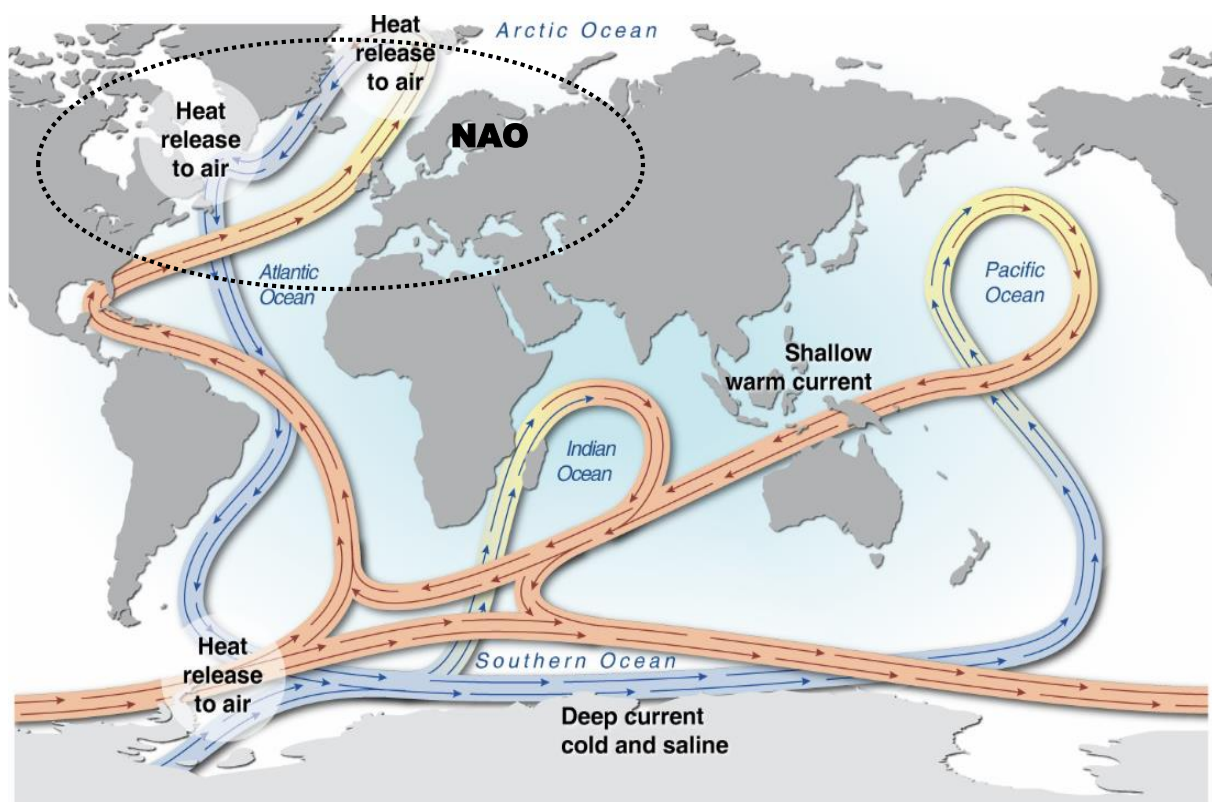 Heat
release
to air
Arctic Ocean
Heat
release
to air
NAO
Atlantic
Ocean
Pacific
Ocean
Shallow
warm current
Indian
Ocean
Heat
release
to air
Southern Ocean
Deep current
cold and saline